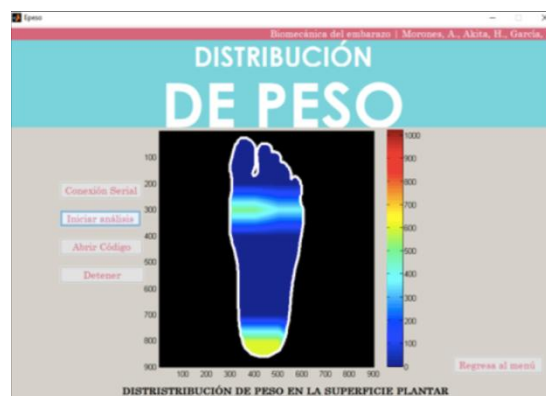 Epeso
Biomecánica del embarazo | Morones, A., Akita, H., García,
DISTRIBUCIÓN
DE PESO
Conexión Serial
Iniciar análisis
Abrir Código
Detener
100
200
300
400
500
600
700
800
900
100 200 300 400 500 600 700 800 900
1000
900
800
700
600
500
400
300
200
100
0
Regresa al menú
DISTRISTRIBUCIÓN DE PESO EN LA SUPERFICIE PLANTAR